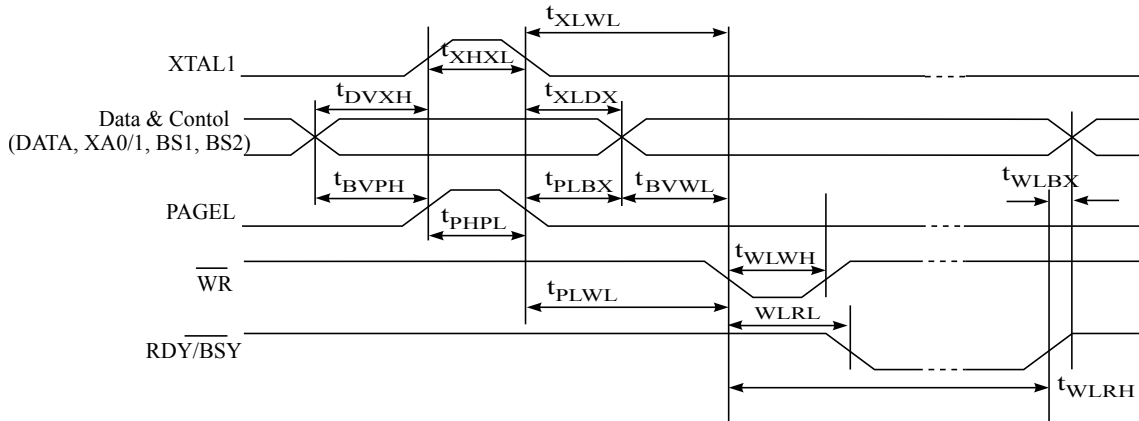 tXLWL
XTAL1
tXHXL
tDVXH
tXLDX
Data & Contol
(DATA, XA0/1, BS1, BS2)
tBVPH
tPLBX
tBVWL
tWLBX
PAGEL
tPHPL
tWLWH
WR
tPLWL
WLRL
RDY/BSY
tWLRH